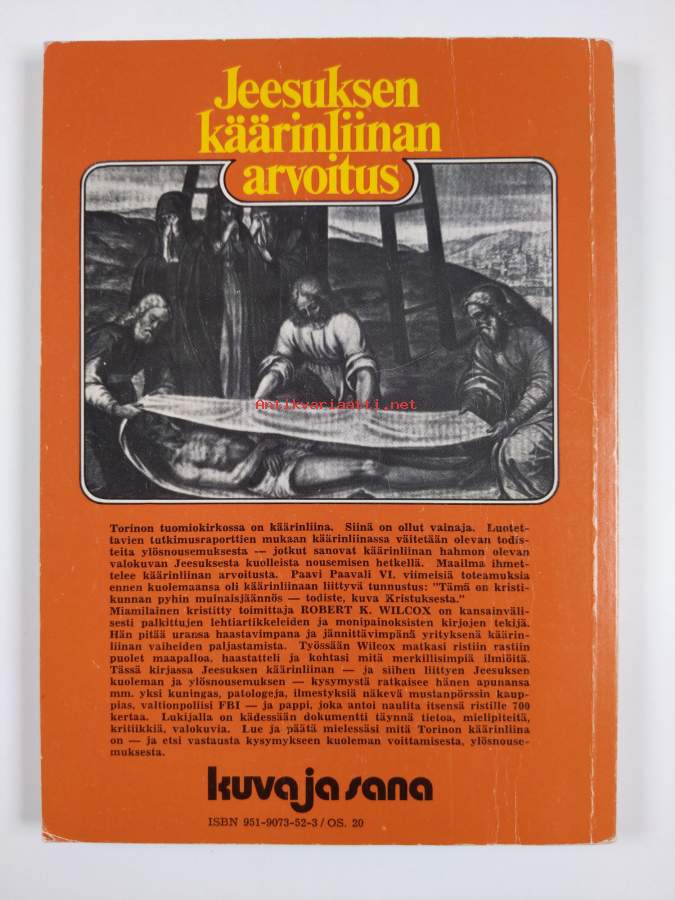 Jeesuksen
käärinliinan
arvoitus
Antikvariaatti.net
Torinon tuomiokirkossa on käärinliina. Siinä on ollut vainaja. Luotet-
tavien tutkimusraporttien mukaan käärinliinassa väitetään olevan todis-
teita ylösnousemuksesta — jotkut sanovat käärinliinan hahmon olevan
valokuvan Jeesuksesta kuolleista nousemisen hetkellä. Maailma ihmet-
telee käärinliinan arvoitusta. Paavi Paavali VI. viimeisiä toteamuksia
ennen kuolemaansa oli käärinliinaan liittyvä tunnustus: "Tämä on kristi-
kunnan pyhin muinaisjäännös — todiste, kuva Kristuksesta."
Miamilainen kristitty toimittaja ROBERT K. WILCOX on kansainväli-
sesti palkittujen lehtiartikkeleiden ja monipainoksisten kirjojen tekijä.
Hän pitää uransa haastavimpana ja jännittävimpänä yrityksenä käärin-
liinan vaiheiden paljastamista. Työssään Wilcox matkasi ristiin rastiin
puolet maapalloa, haastatteli ja kohtasi mitä merkillisimpiä ilmiöitä.
Tässä kirjassa Jeesuksen käärinliinan — ja siihen liittyen Jeesuksen
kuoleman ja ylösnousemuksen — kysymystä ratkaisee hänen apunansa
mm. yksi kuningas, patologeja, ilmestyksiä näkevä mustanpörssin kaup-
pias, valtionpoliisi FBI — ja pappi, joka antoi naulita itsensä ristille 700
kertaa. Lukijalla on kädessään dokumentti täynnä tietoa, mielipiteitä,
kritiikkiä, valokuvia. Lue ja päätä mielessäsi mitä Torinon käärinliina
on — ja etsi vastausta kysymykseen kuoleman voittamisesta, ylösnouse-
muksesta.
kuva ja sana
ISBN 951-9073-52-3 / OS. 20